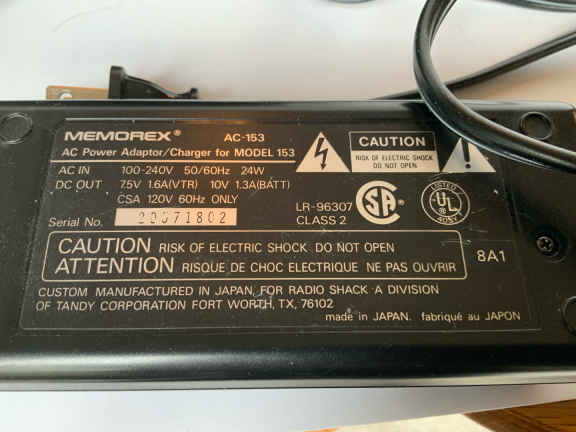 MEMOREX® AC-153
AC Power Adaptor/Charger for MODEL 153
AC IN 100-240V 50/60Hz 24W
DC OUT 7.5V 1.6A(VTR) 10V 1.3A(BATT)
CSA 120V 60Hz ONLY
Serial No.
CAUTION
RISK OF ELECTRIC SHOCK
DO NOT OPEN
LR-96307
CLASS 2
SA
LISTED
UL
®
CAUTION RISK OF ELECTRIC SHOCK DO NOT OPEN
ATTENTION RISQUE DE CHOC ELECTRIQUE NE PAS OUVRIR
8A1
CUSTOM MANUFACTURED IN JAPAN, FOR RADIO SHACK A DIVISION
OF TANDY CORPORATION FORT WORTH, TX, 76102
made in JAPAN. fabriqué au JAPON